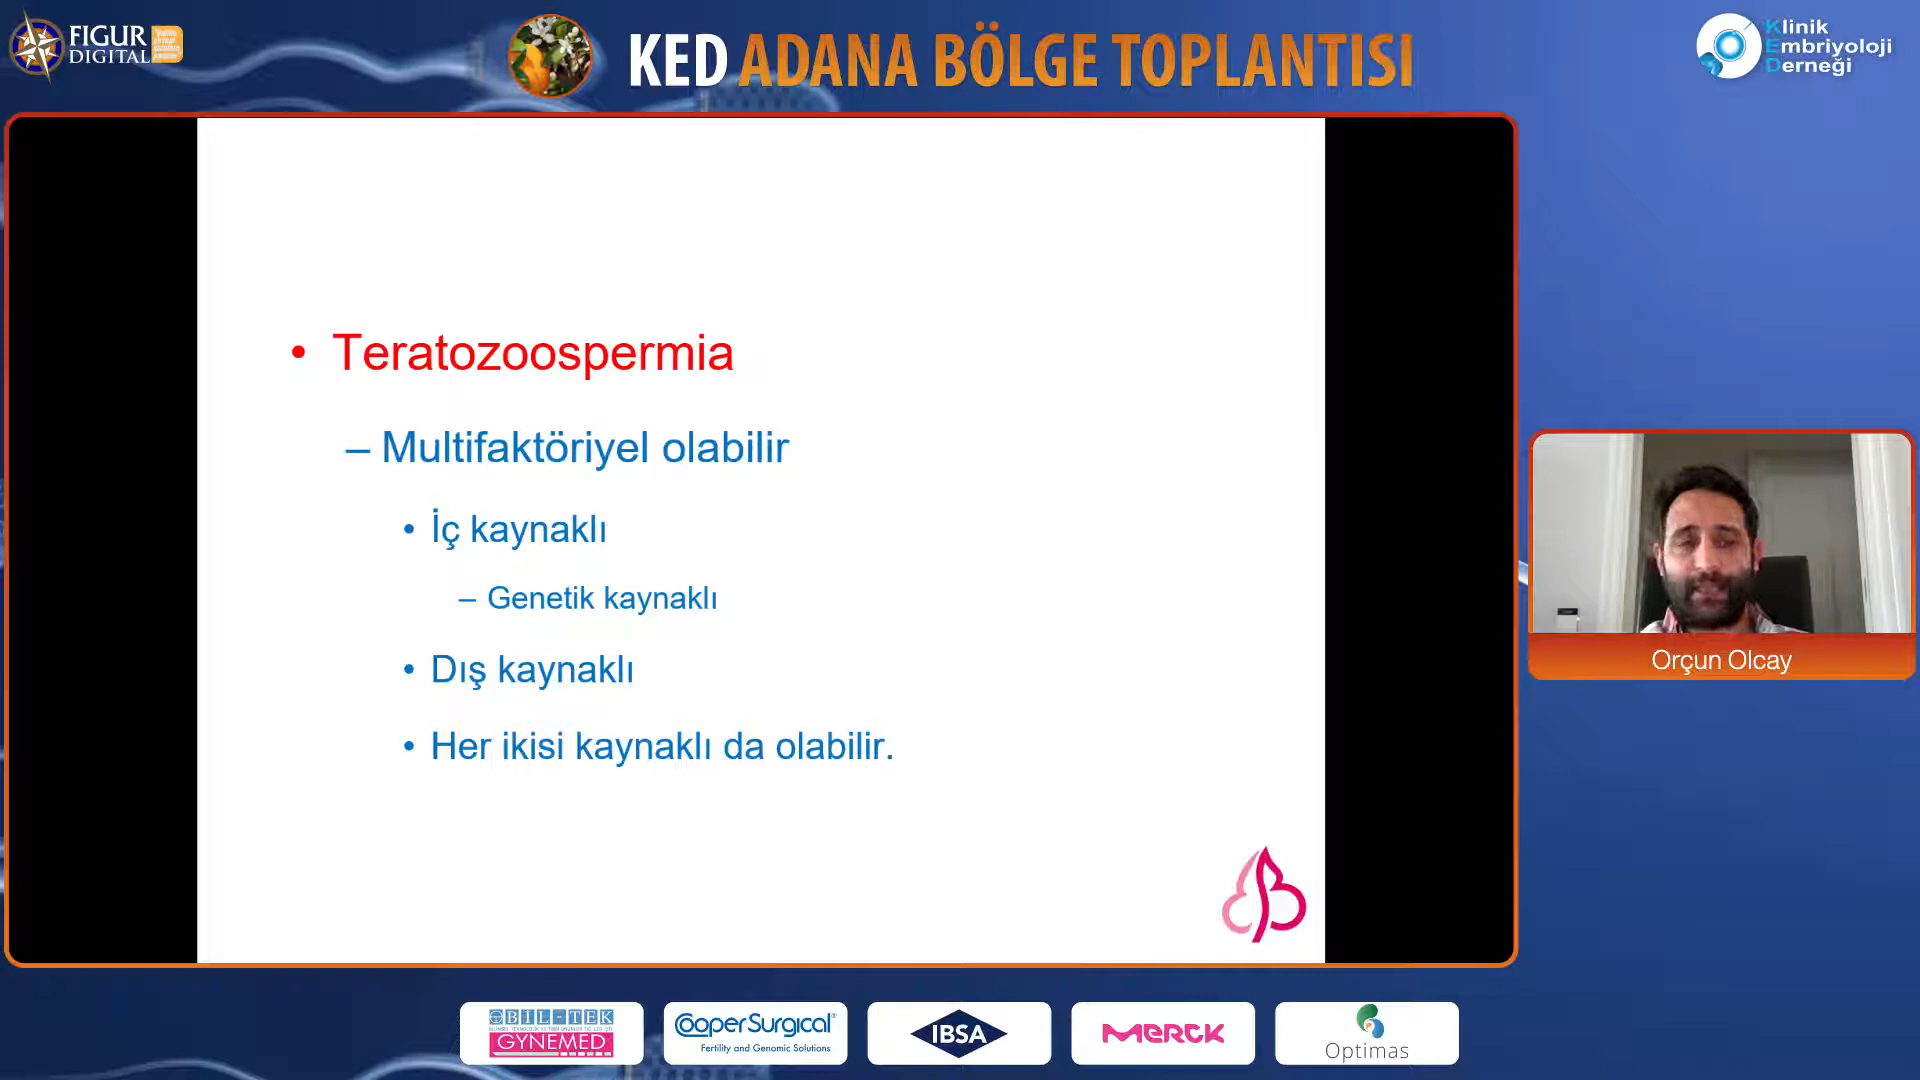 FIGUR
DIGITAL
KED ADANA BÖLGE TOPLANTISI
Klinik
Embriyoloji
Derneği
• Teratozoospermia
– Multifaktöriyel olabilir
• İç kaynaklı
– Genetik kaynaklı
• Dış kaynaklı
• Her ikisi kaynaklı da olabilir.
Orçun Olcay
BİL-TEK
GYNEMED
CooperSurgical®
Fertility and Genomic Solutions
IBSA
MERCK
Optimas